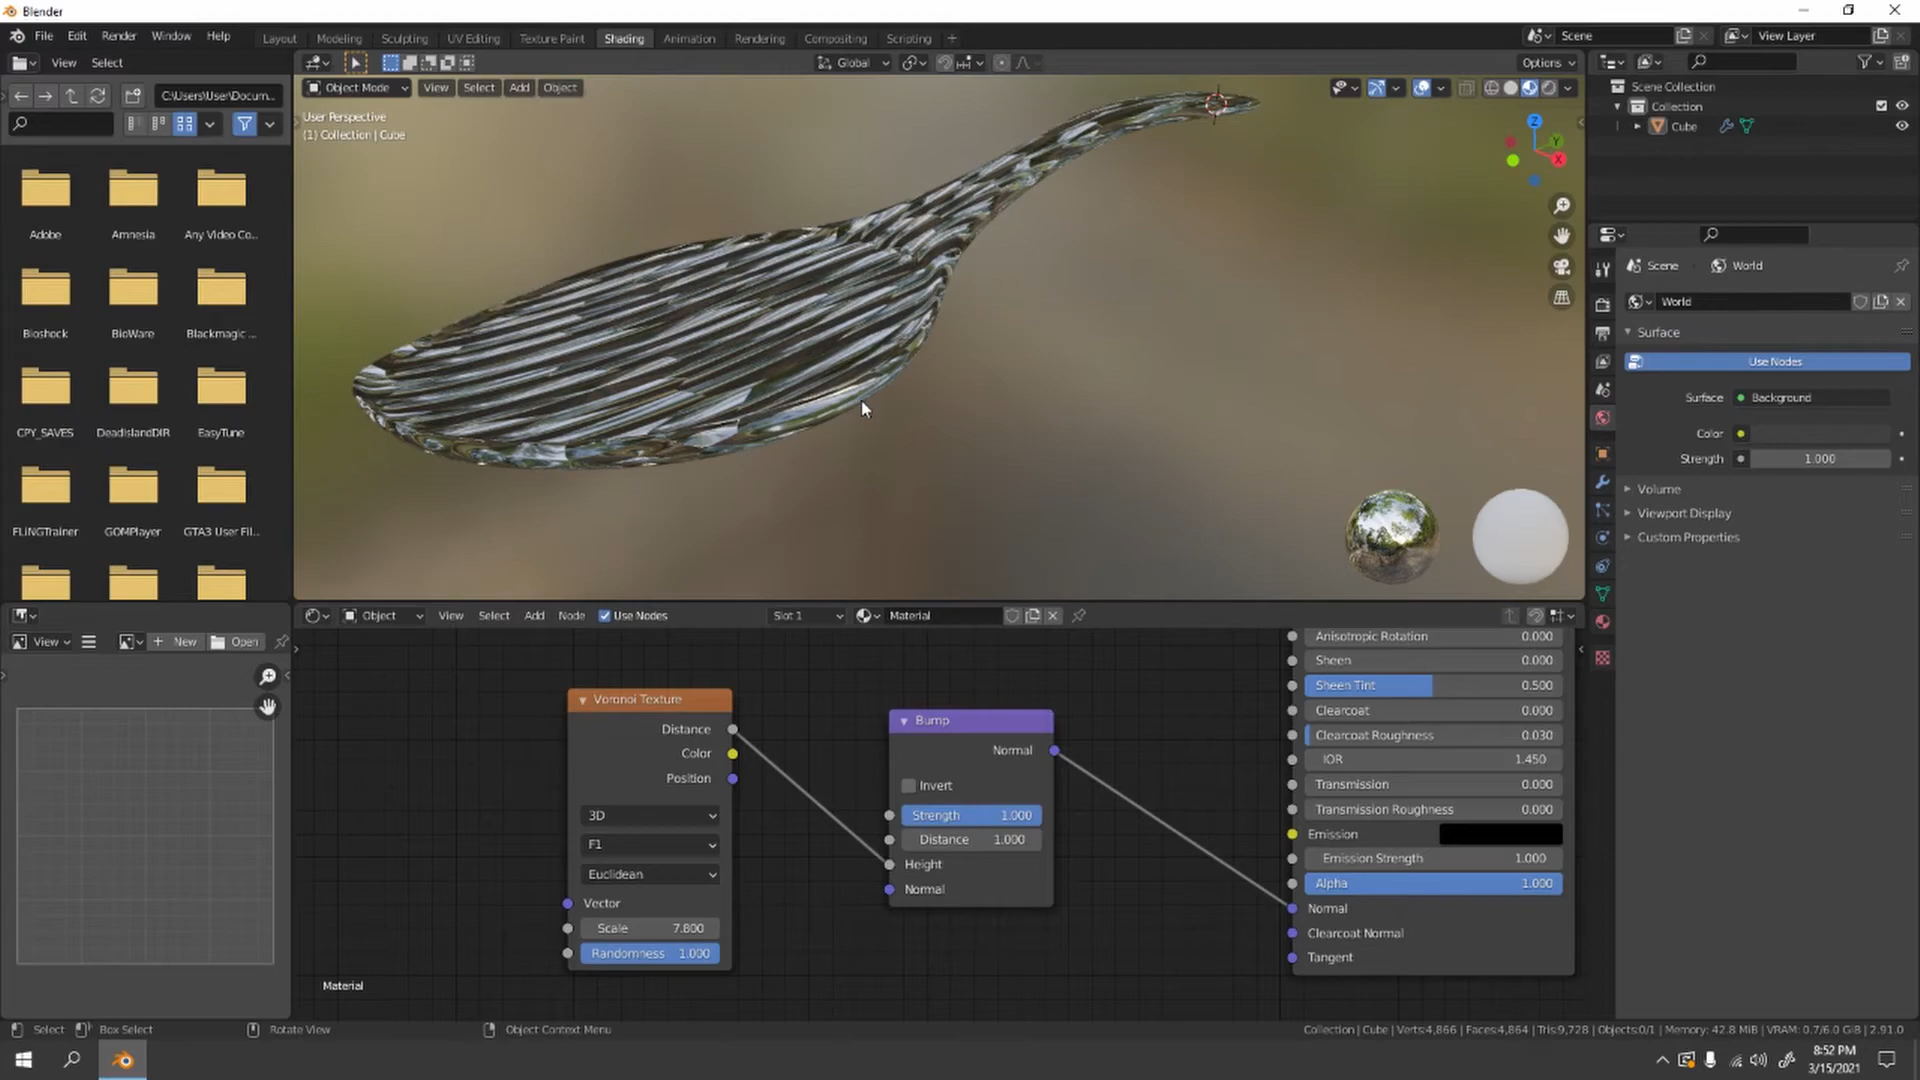 Blender
File Edit Render Window Help
Layout Modeling Sculpting UV Editing Texture Paint Shading Animation Rendering Compositing Scripting +
Scene View Layer
View Select
Global Options
C:\Users\User\Docum...
Object Mode View Select Add Object
User Perspective
(1) Collection | Cube
Z
Y
X
Scene Collection
Collection
Cube
Adobe Amnesia Any Video Co...
Bioshock BioWare Blackmagic ...
CPY_SAVES DeadIslandDIR EasyTune
FLiNGTrainer GOMPlayer GTA3 User Fil...
Scene World
World
Surface
Use Nodes
Surface Background
Color
Strength 1.000
Volume
Viewport Display
Custom Properties
Object View Select Add Node Use Nodes Slot 1 Material
View + New Open
Voronoi Texture
Distance
Color
Position
3D
F1
Euclidean
Vector
Scale 7.800
Randomness 1.000
Bump
Normal
Invert
Strength 1.000
Distance 1.000
Height
Normal
Anisotropic Rotation 0.000
Sheen 0.000
Sheen Tint 0.500
Clearcoat 0.000
Clearcoat Roughness 0.030
IOR 1.450
Transmission 0.000
Transmission Roughness 0.000
Emission
Emission Strength 1.000
Alpha 1.000
Normal
Clearcoat Normal
Tangent
Material
Select Box Select Rotate View Object Context Menu
Collection | Cube | Verts:4,866 | Faces:4,864 | Tris:9,728 | Objects:0/1 | Memory: 42.8 MiB | VRAM: 0.7/6.0 GiB | 2.91.0
8:52 PM
3/15/2021